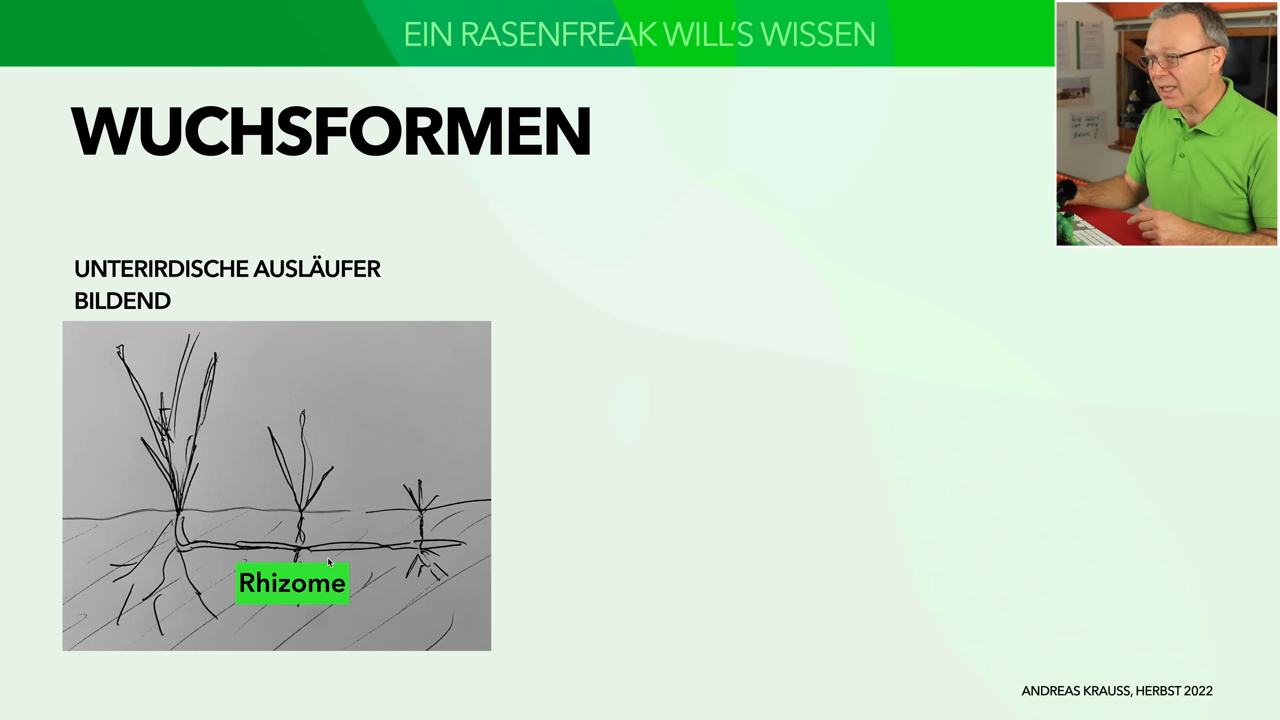 EIN RASENFREAK WILL'S WISSEN
WUCHSFORMEN
UNTERIRDISCHE AUSLÄUFER
BILDEND
Rhizome
ANDREAS KRAUSS, HERBST 2022